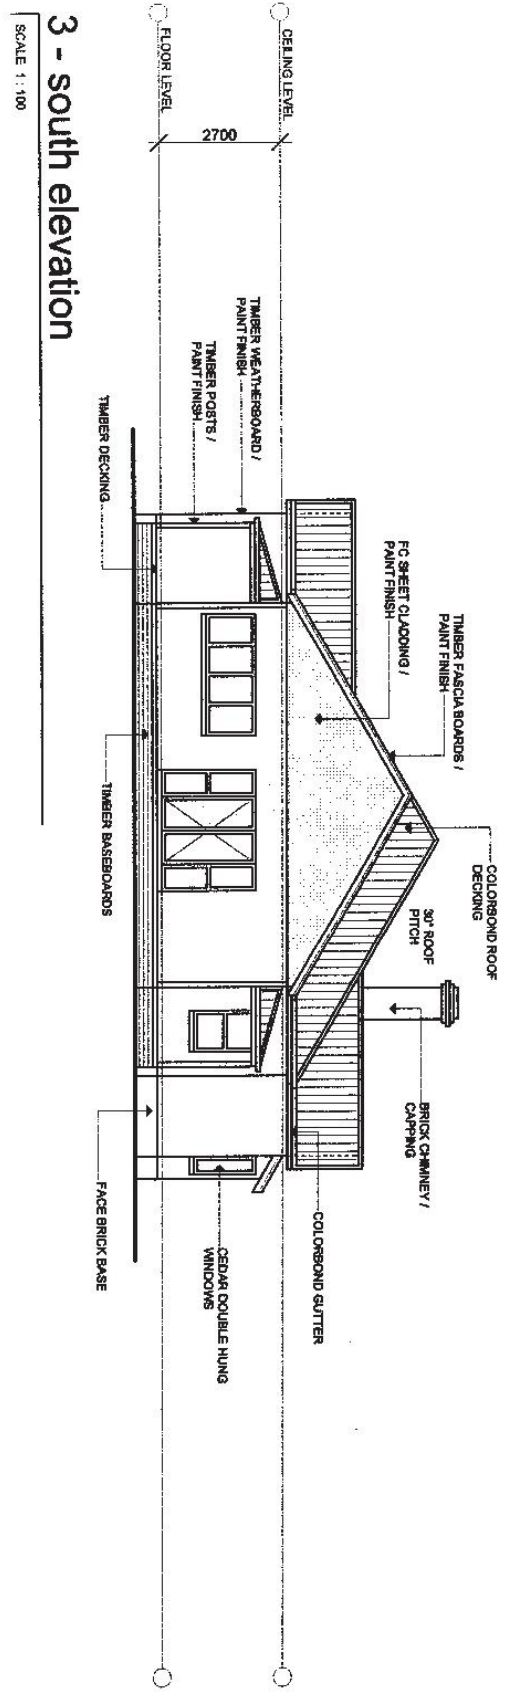 COLORBOND ROOF
DECKING
TIMBER FASCIA BOARDS /
PAINT FINISH
30° ROOF
PITCH
FC SHEET CLADDING /
PAINT FINISH
BRICK CHIMNEY /
CAPPING
CEILING LEVEL
COLORBOND GUTTER
TIMBER WEATHERBOARD /
PAINT FINISH
2700
TIMBER POSTS /
PAINT FINISH
CEDAR DOUBLE HUNG
WINDOWS
FLOOR LEVEL
TIMBER DECKING
TIMBER BASEBOARDS
FACE BRICK BASE
3 - south elevation
SCALE 1 : 100